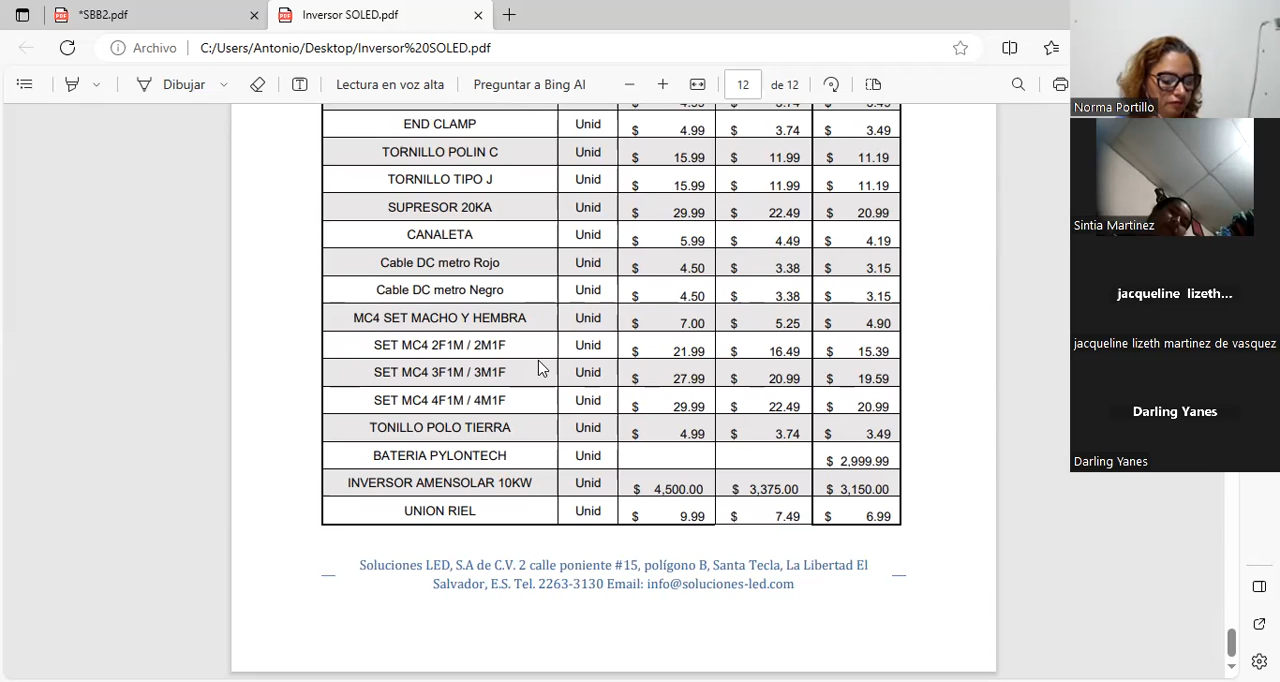 *SBB2.pdf
Inversor SOLED.pdf
Archivo C:/Users/Antonio/Desktop/Inversor%20SOLED.pdf
Dibujar Lectura en voz alta Preguntar a Bing AI 12 de 12
END CLAMP Unid $ 4.99 $ 3.74 $ 3.49
TORNILLO POLIN C Unid $ 15.99 $ 11.99 $ 11.19
TORNILLO TIPO J Unid $ 15.99 $ 11.99 $ 11.19
SUPRESOR 20KA Unid $ 29.99 $ 22.49 $ 20.99
CANALETA Unid $ 5.99 $ 4.49 $ 4.19
Cable DC metro Rojo Unid $ 4.50 $ 3.38 $ 3.15
Cable DC metro Negro Unid $ 4.50 $ 3.38 $ 3.15
MC4 SET MACHO Y HEMBRA Unid $ 7.00 $ 5.25 $ 4.90
SET MC4 2F1M / 2M1F Unid $ 21.99 $ 16.49 $ 15.39
SET MC4 3F1M / 3M1F Unid $ 27.99 $ 20.99 $ 19.59
SET MC4 4F1M / 4M1F Unid $ 29.99 $ 22.49 $ 20.99
TONILLO POLO TIERRA Unid $ 4.99 $ 3.74 $ 3.49
BATERIA PYLONTECH Unid $ 2,999.99
INVERSOR AMENSOLAR 10KW Unid $ 4,500.00 $ 3,375.00 $ 3,150.00
UNION RIEL Unid $ 9.99 $ 7.49 $ 6.99
Soluciones LED, S.A de C.V. 2 calle poniente #15, polígono B, Santa Tecla, La Libertad El
Salvador, E.S. Tel. 2263-3130 Email: info@soluciones-led.com
Norma Portillo
Sintia Martinez
jacqueline lizeth...
jacqueline lizeth martinez de vasquez
Darling Yanes
Darling Yanes